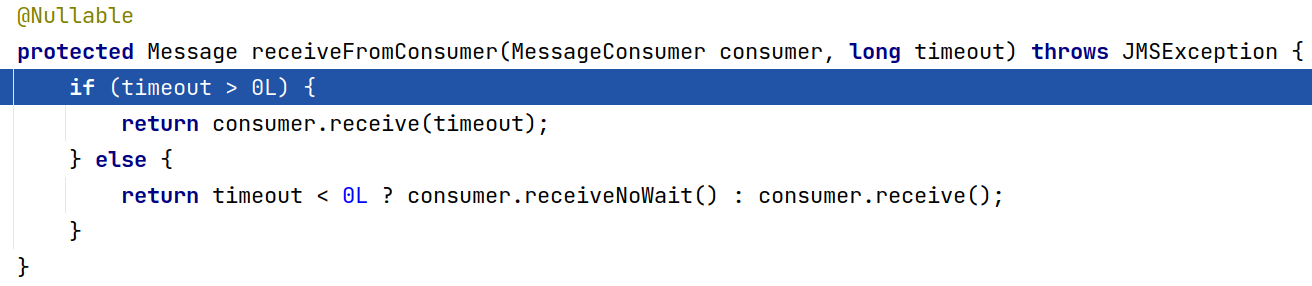 @Nullable
protected Message receiveFromConsumer(MessageConsumer consumer, long timeout) throws JMSException {
    if (timeout > 0L) {
        return consumer.receive(timeout);
    } else {
        return timeout < 0L ? consumer.receiveNoWait() : consumer.receive();
    }
}